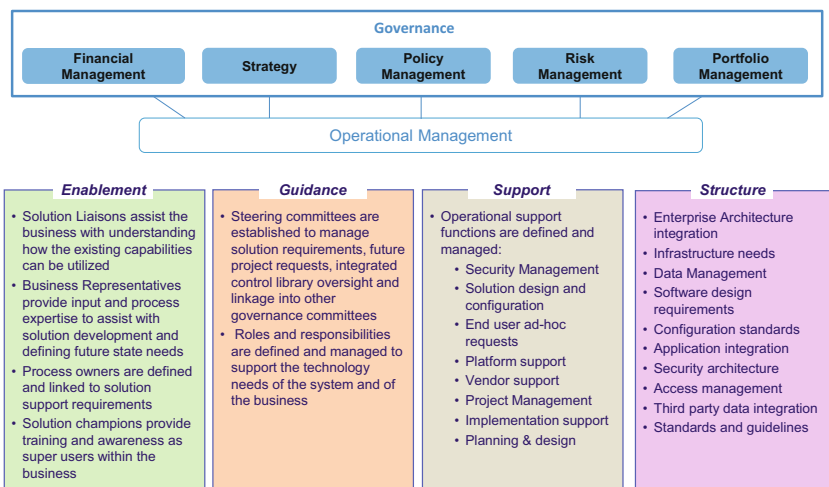 Governance
Financial
Management
Strategy
Policy
Management
Risk
Management
Portfolio
Management
Operational Management
Enablement
• Solution Liaisons assist the
business with understanding
how the existing capabilities
can be utilized
• Business Representatives
provide input and process
expertise to assist with
solution development and
defining future state needs
• Process owners are defined
and linked to solution
support requirements
• Solution champions provide
training and awareness as
super users within the
business
Guidance
• Steering committees are
established to manage
solution requirements, future
project requests, integrated
control library oversight and
linkage into other
governance committees
• Roles and responsibilities
are defined and managed to
support the technology
needs of the system and of
the business
Support
• Operational support
functions are defined and
managed:
• Security Management
• Solution design and
configuration
• End user ad-hoc
requests
• Platform support
• Vendor support
• Project Management
• Implementation support
• Planning & design
Structure
• Enterprise Architecture
integration
• Infrastructure needs
• Data Management
• Software design
requirements
• Configuration standards
• Application integration
• Security architecture
• Access management
• Third party data integration
• Standards and guidelines